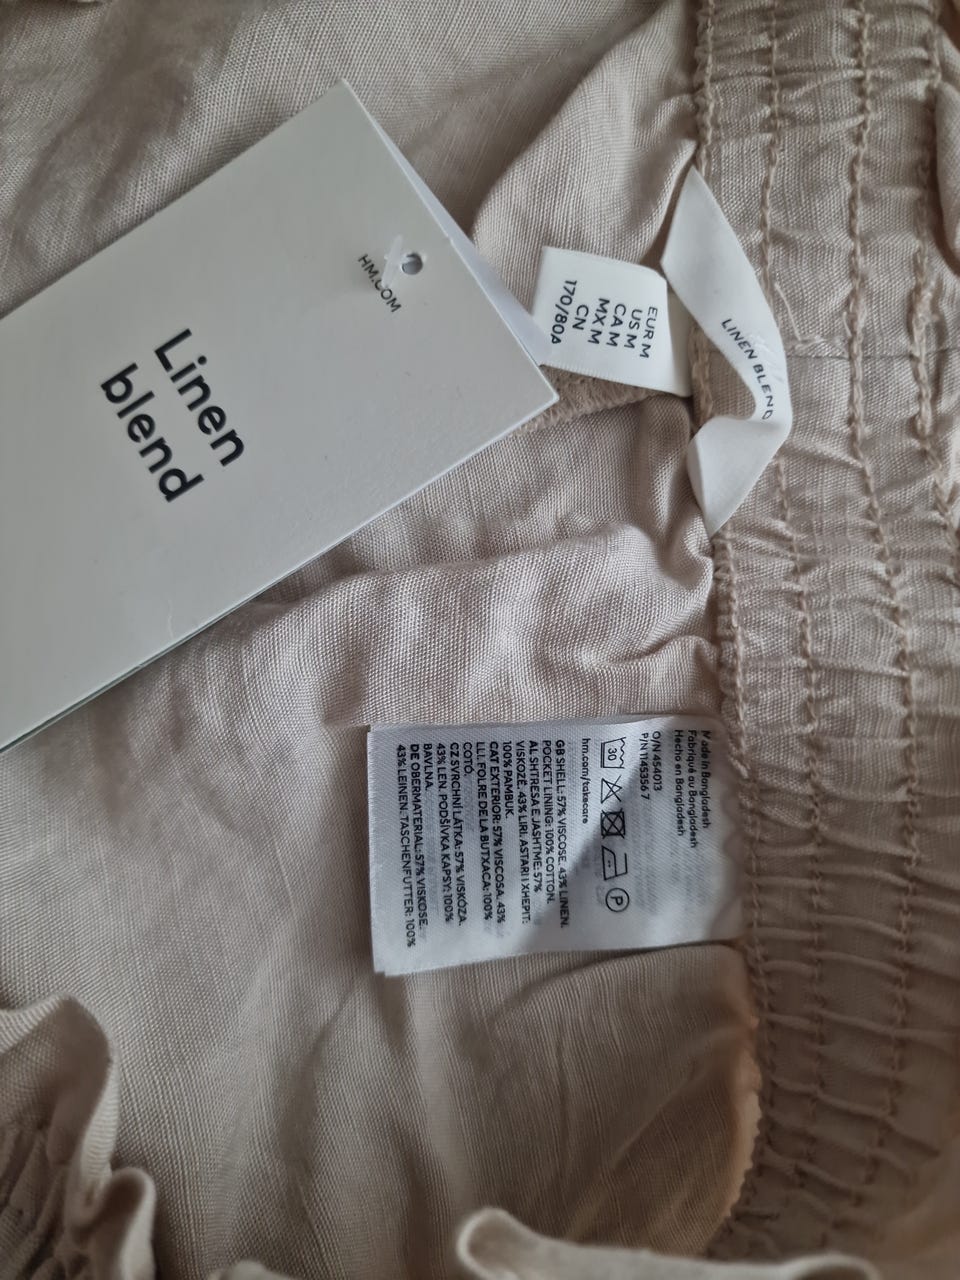 HM.COM
Linen
blend
EUR M
US M
CA M
MX M
CN
170/80A
LINEN BLEND
Made in Bangladesh
Fabriqué au Bangladesh
Hecho en Bangladesh
O/N 454013
P/N 1145356 7
30
P
hm.com/takecare
GB SHELL: 57% VISCOSE. 43% LINEN.
POCKET LINING: 100% COTTON.
AL SHTRESA E JASHTME: 57%
VISKOZË. 43% LIRI. ASTARI I XHEPIT:
100% PAMBUK.
CAT EXTERIOR: 57% VISCOSA. 43%
LLI. FOLRE DE LA BUTXACA: 100%
COTÓ.
CZ SVRCHNÍ LÁTKA: 57% VISKÓZA.
43% LEN. PODŠÍVKA KAPSY: 100%
BAVLNA.
DE OBERMATERIAL: 57% VISKOSE.
43% LEINEN. TASCHENFUTTER: 100%